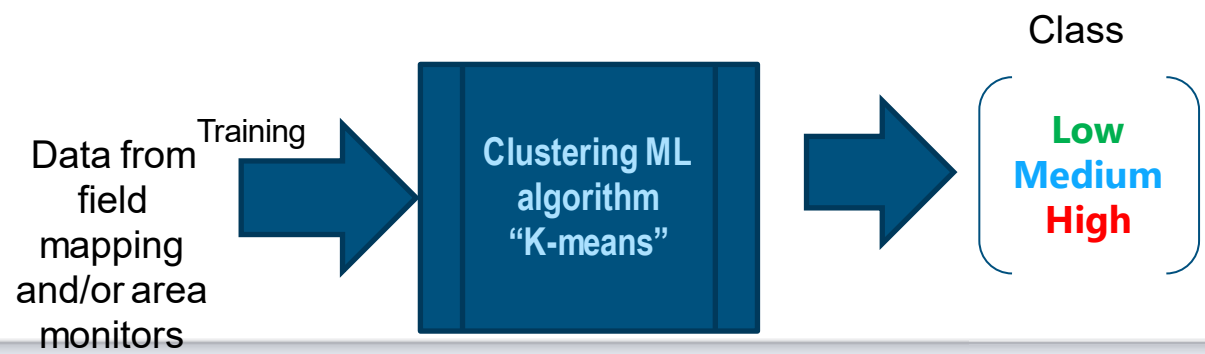 Class
Training
Data from
field
mapping
and/or area
monitors
Clustering ML
algorithm
“K-means”
Low
Medium
High